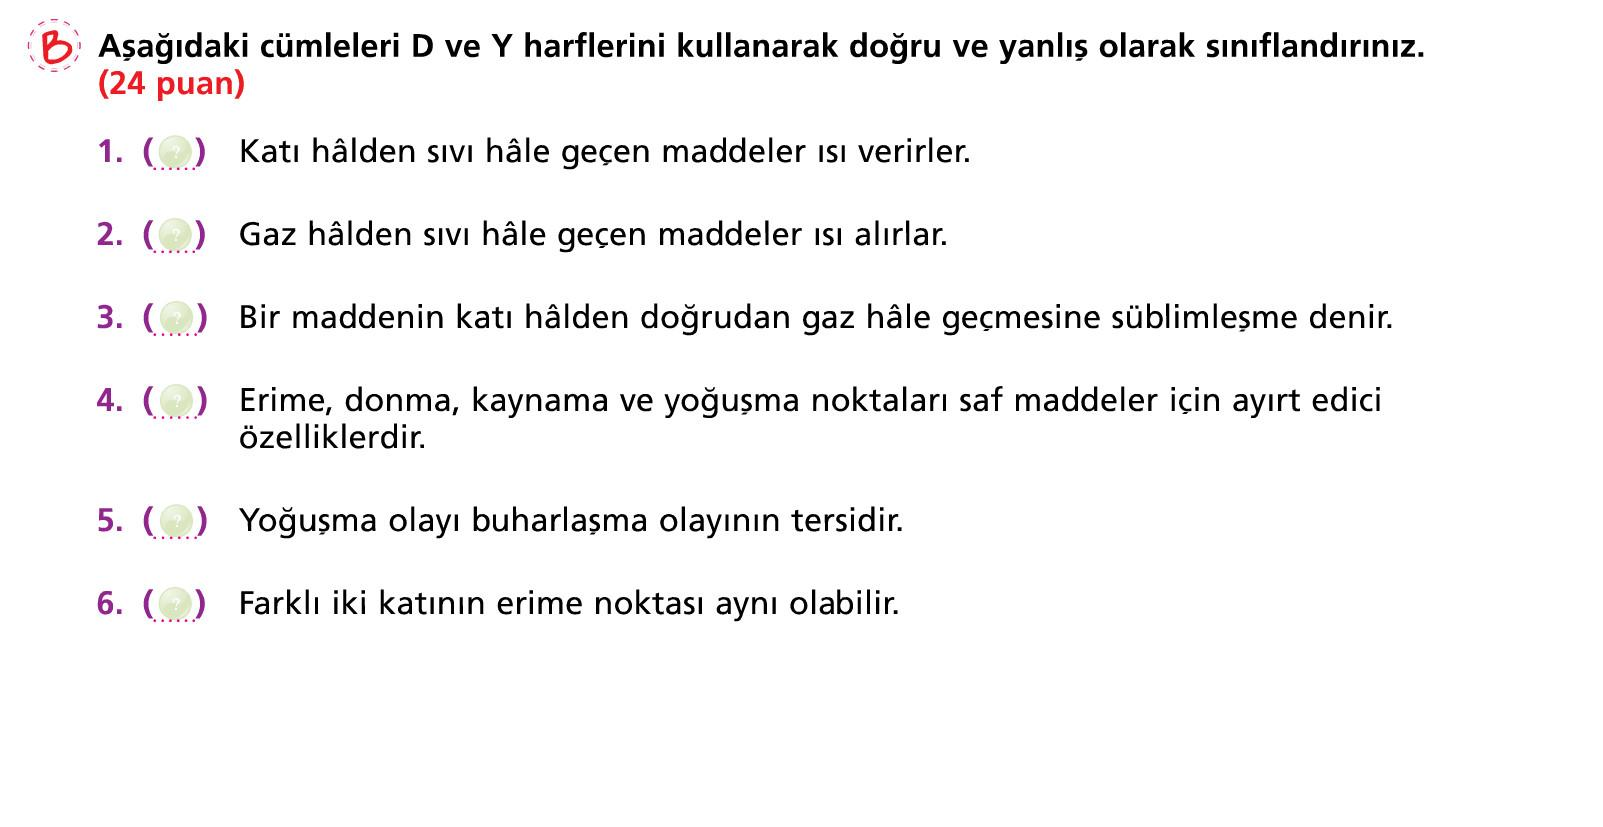 B Aşağıdaki cümleleri D ve Y harflerini kullanarak doğru ve yanlış olarak sınıflandırınız.
(24 puan)
1. (?) Katı hâlden sıvı hâle geçen maddeler ısı verirler.
2. (?) Gaz hâlden sıvı hâle geçen maddeler ısı alırlar.
3. (?) Bir maddenin katı hâlden doğrudan gaz hâle geçmesine süblimleşme denir.
4. (?) Erime, donma, kaynama ve yoğuşma noktaları saf maddeler için ayırt edici
özelliklerdir.
5. (?) Yoğuşma olayı buharlaşma olayının tersidir.
6. (?) Farklı iki katının erime noktası aynı olabilir.